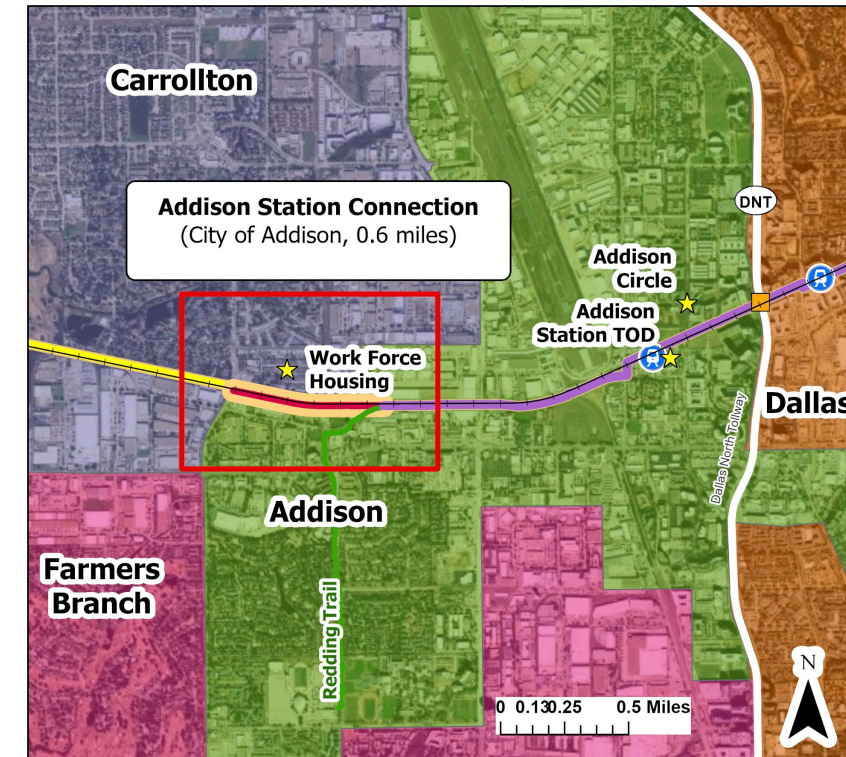 Carrollton
Addison Station Connection
(City of Addison, 0.6 miles)
DNT
Addison
Circle
Addison
Station TOD
Work Force
Housing
Dallas
Dallas North Tollway
Addison
Farmers
Branch
Redding Trail
N
0 0.13 0.25 0.5 Miles